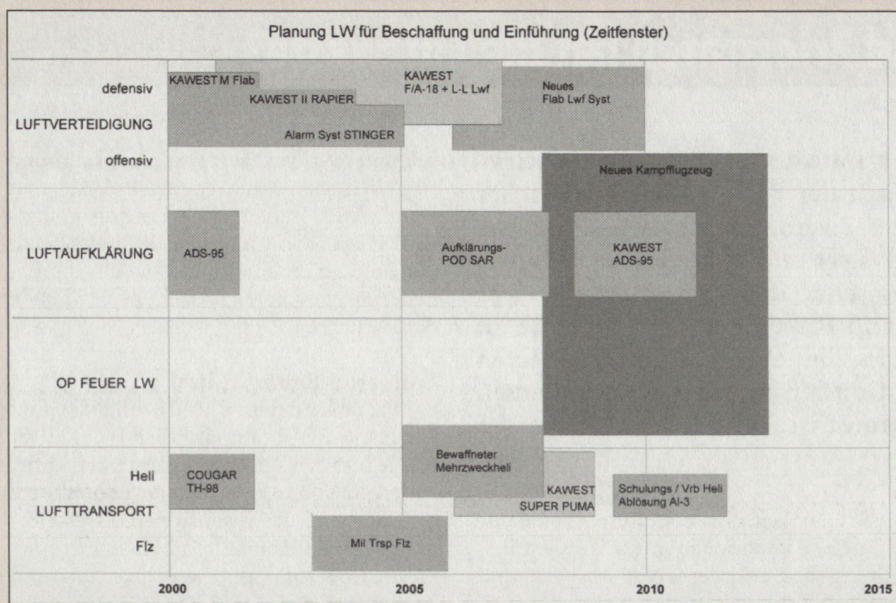 Planung LW für Beschaffung und Einführung (Zeitfenster)
defensiv
LUFTVERTEIDIGUNG
offensiv
KAWEST M Flab
KAWEST II RAPIER
Alarm Syst STINGER
KAWEST
F/A-18 + L-L Lwf
Neues
Flab Lwf Syst
Neues Kampfflugzeug
LUFTAUFKLÄRUNG
ADS-95
Aufklärungs-
POD SAR
KAWEST
ADS-95
OP FEUER LW
Heli
LUFTTRANSPORT
Flz
COUGAR
TH-98
Bewaffneter
Mehrzweckheli
KAWEST
SUPER PUMA
Schulungs / Vrb Heli
Ablösung Al-3
Mil Trsp Flz
2000
2005
2010
2015